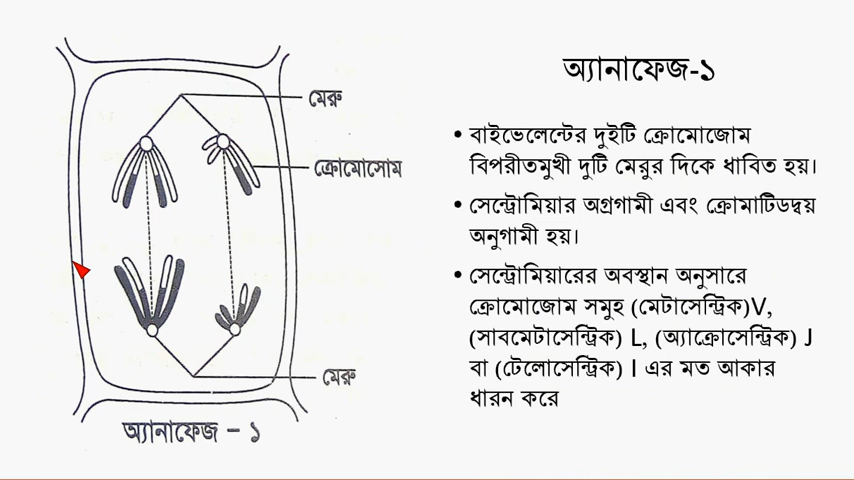 অ্যানাফেজ-১
মেরু
ক্রোমোসোম
মেরু
অ্যানাফেজ – ১
• বাইভেলেন্টের দুইটি ক্রোমোজোম
বিপরীতমুখী দুটি মেরুর দিকে ধাবিত হয়।
• সেন্ট্রোমিয়ার অগ্রগামী এবং ক্রোমাটিডদ্বয়
অনুগামী হয়।
• সেন্ট্রোমিয়ারের অবস্থান অনুসারে
ক্রোমোজোম সমুহ (মেটাসেন্ট্রিক)V,
(সাবমেটাসেন্ট্রিক) L, (অ্যাক্রোসেন্ট্রিক) J
বা (টেলোসেন্ট্রিক) I এর মত আকার
ধারন করে